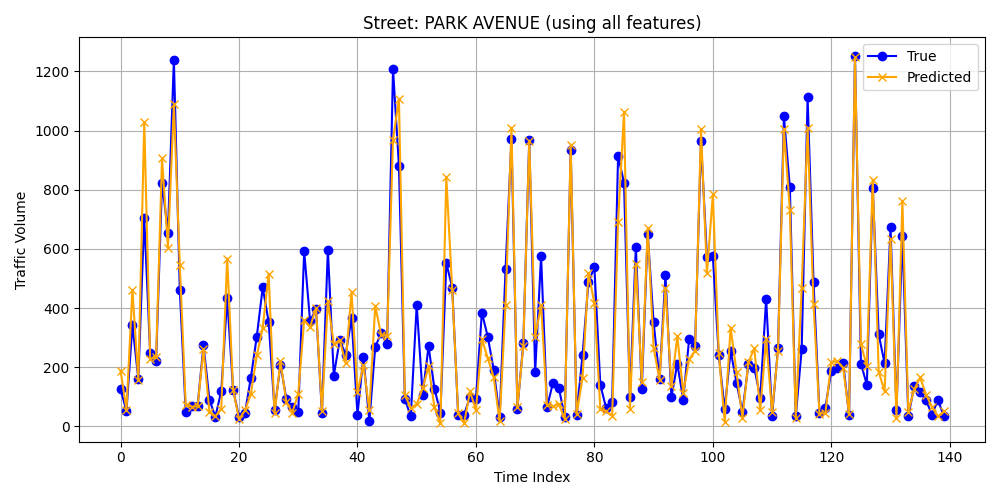 Street: PARK AVENUE (using all features)
True
Predicted
Traffic Volume
1200
1000
800
600
400
200
0
0 20 40 60 80 100 120 140
Time Index